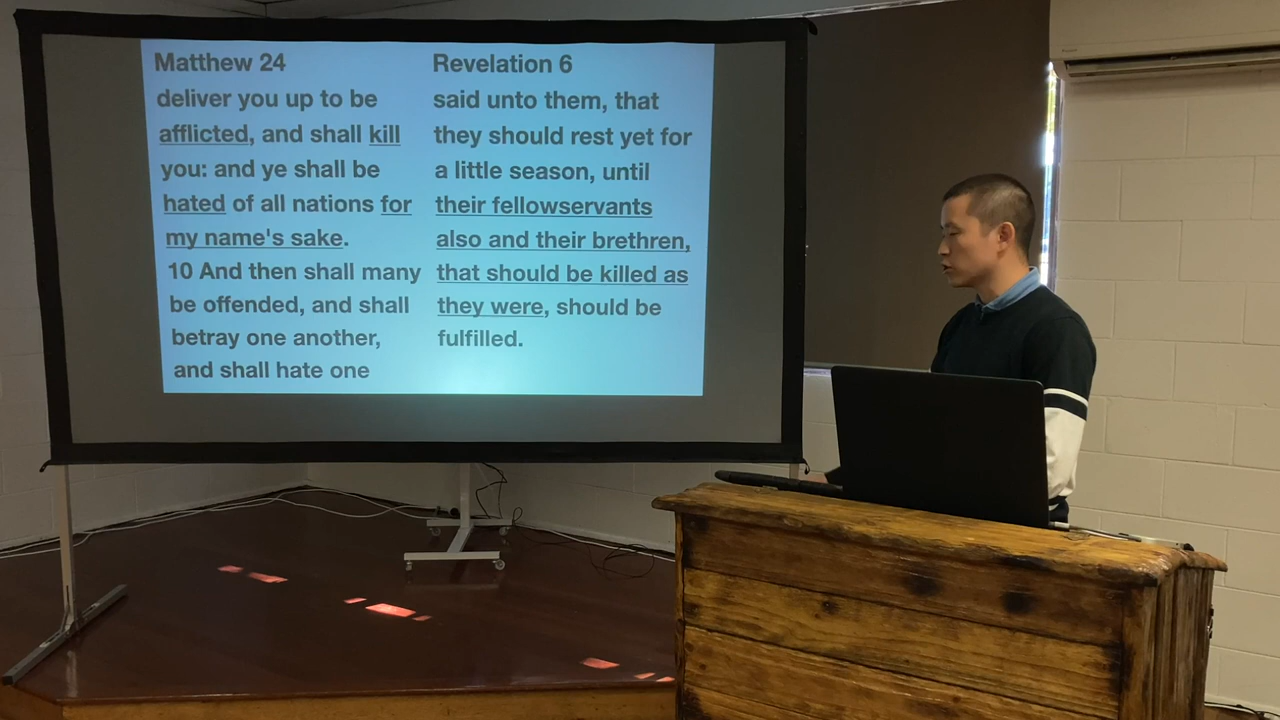 Matthew 24
deliver you up to be
afflicted, and shall kill
you: and ye shall be
hated of all nations for
my name's sake.
10 And then shall many
be offended, and shall
betray one another,
and shall hate one
Revelation 6
said unto them, that
they should rest yet for
a little season, until
their fellowservants
also and their brethren,
that should be killed as
they were, should be
fulfilled.